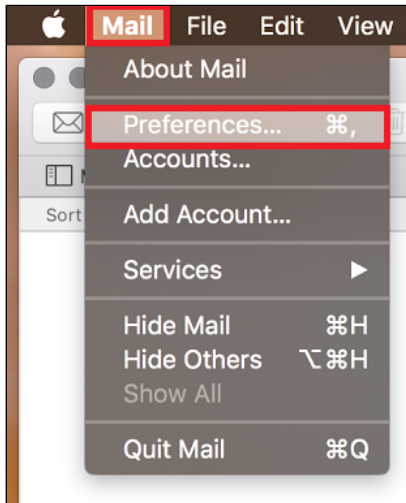 Mail File Edit View
About Mail
Preferences... ⌘,
Accounts...
Sort
Add Account...
Services ▶
Hide Mail ⌘H
Hide Others ⌥⌘H
Show All
Quit Mail ⌘Q